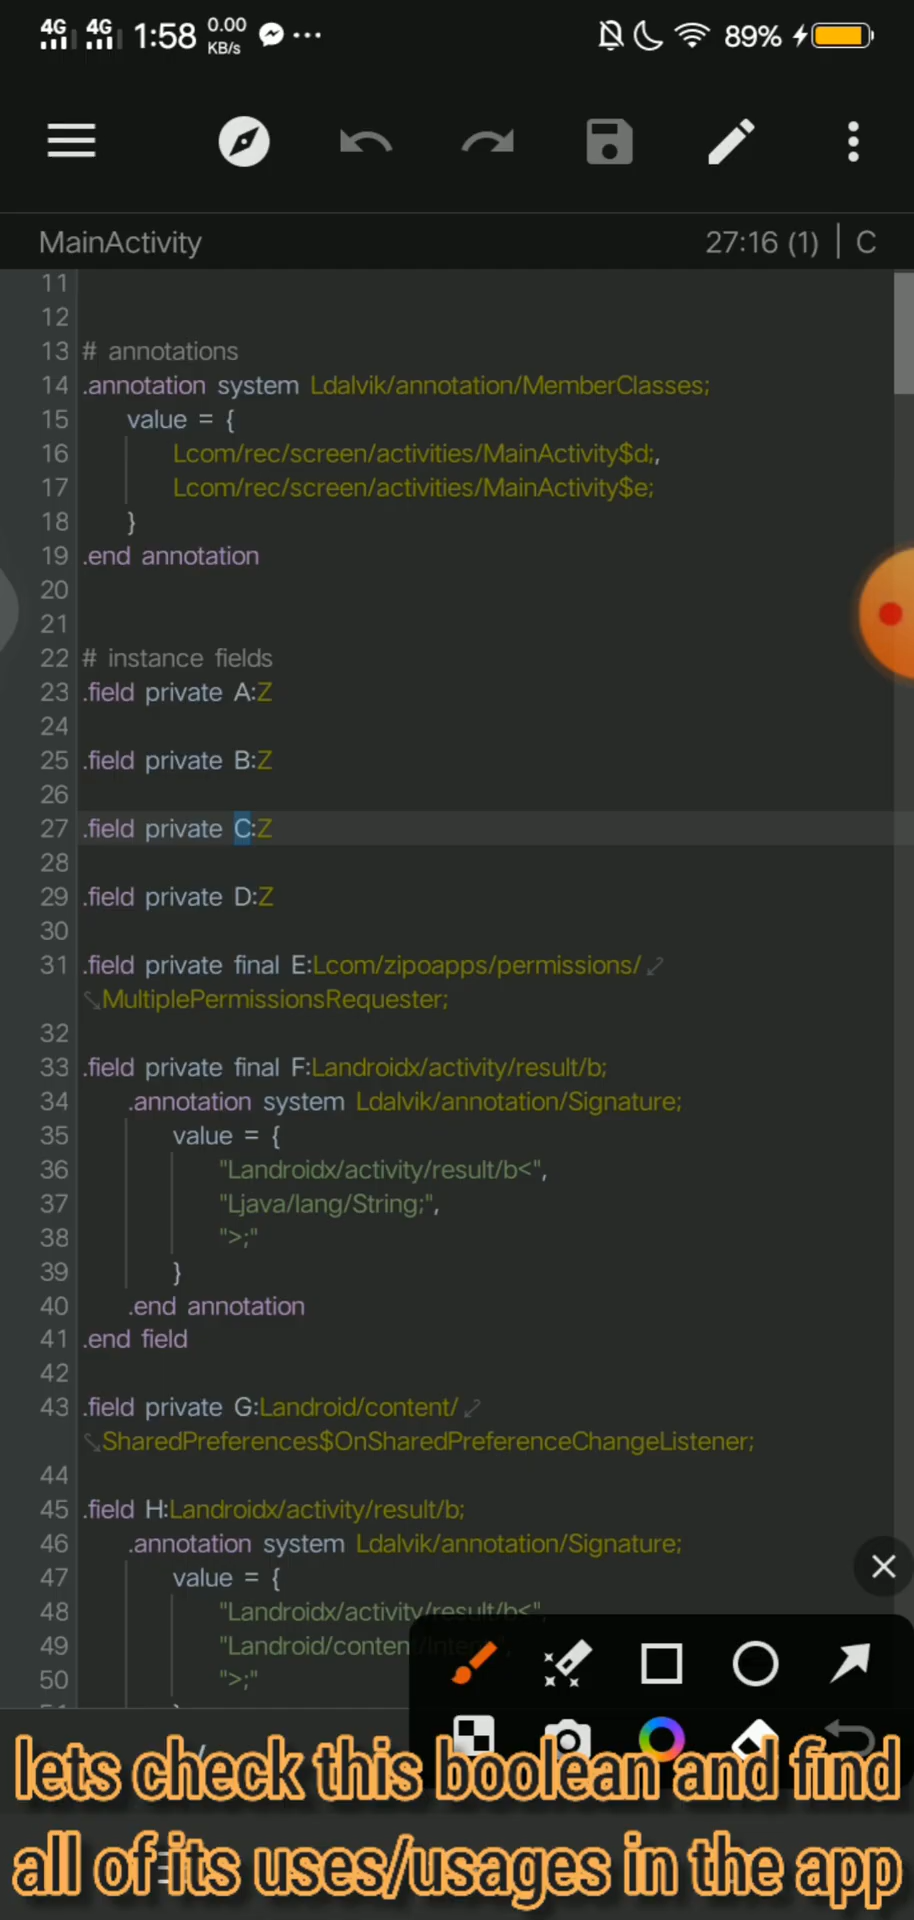 4G 4G 1:58 0.00 KB/s 89%
MainActivity 27:16 (1) | C
11
12
13 # annotations
14 .annotation system Ldalvik/annotation/MemberClasses;
15 value = {
16 Lcom/rec/screen/activities/MainActivity$d;,
17 Lcom/rec/screen/activities/MainActivity$e;
18 }
19 .end annotation
20
21
22 # instance fields
23 .field private A:Z
24
25 .field private B:Z
26
27 .field private C:Z
28
29 .field private D:Z
30
31 .field private final E:Lcom/zipoapps/permissions/
MultiplePermissionsRequester;
32
33 .field private final F:Landroidx/activity/result/b;
34 .annotation system Ldalvik/annotation/Signature;
35 value = {
36 "Landroidx/activity/result/b<",
37 "Ljava/lang/String;",
38 ">;"
39 }
40 .end annotation
41 .end field
42
43 .field private G:Landroid/content/
SharedPreferences$OnSharedPreferenceChangeListener;
44
45 .field H:Landroidx/activity/result/b;
46 .annotation system Ldalvik/annotation/Signature;
47 value = {
48 "Landroidx/activity/result/b<",
49 "Landroid/content/Intent;",
50 ">;"
lets check this boolean and find
all of its uses/usages in the app